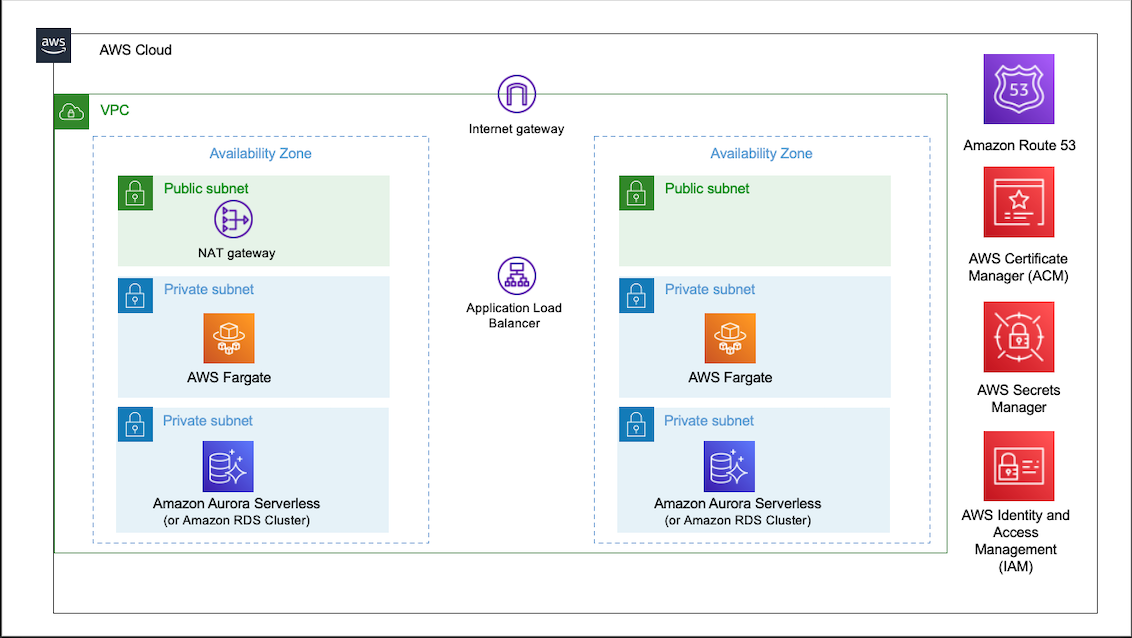 aws
AWS Cloud
VPC
Internet gateway
Availability Zone
Public subnet
NAT gateway
Private subnet
AWS Fargate
Private subnet
Amazon Aurora Serverless
(or Amazon RDS Cluster)
Application Load
Balancer
Availability Zone
Public subnet
Private subnet
AWS Fargate
Private subnet
Amazon Aurora Serverless
(or Amazon RDS Cluster)
53
Amazon Route 53
AWS Certificate
Manager (ACM)
AWS Secrets
Manager
AWS Identity and
Access
Management
(IAM)